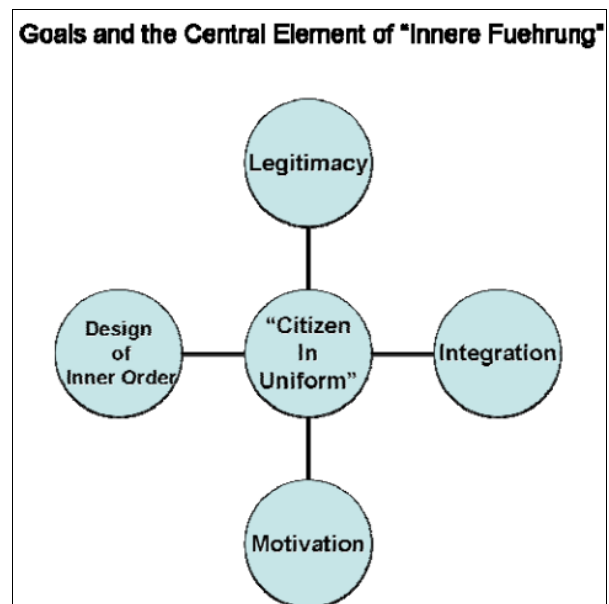 Goals and the Central Element of "Innere Fuehrung"
Legitimacy
Design
of
Inner Order
“Citizen
In
Uniform”
Integration
Motivation